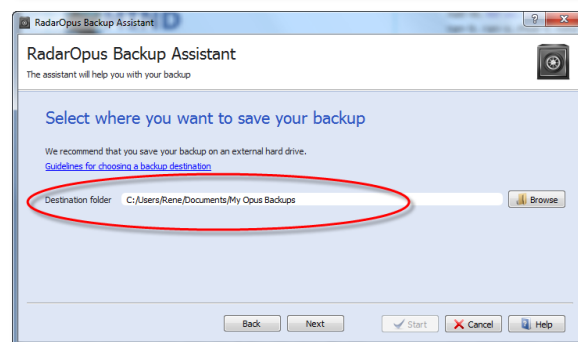 RadarOpus Backup Assistant
RadarOpus Backup Assistant
The assistant will help you with your backup
Select where you want to save your backup
We recommend that you save your backup on an external hard drive.
Guidelines for choosing a backup destination
Destination folder C:/Users/Rene/Documents/My Opus Backups Browse
Back Next Start Cancel Help